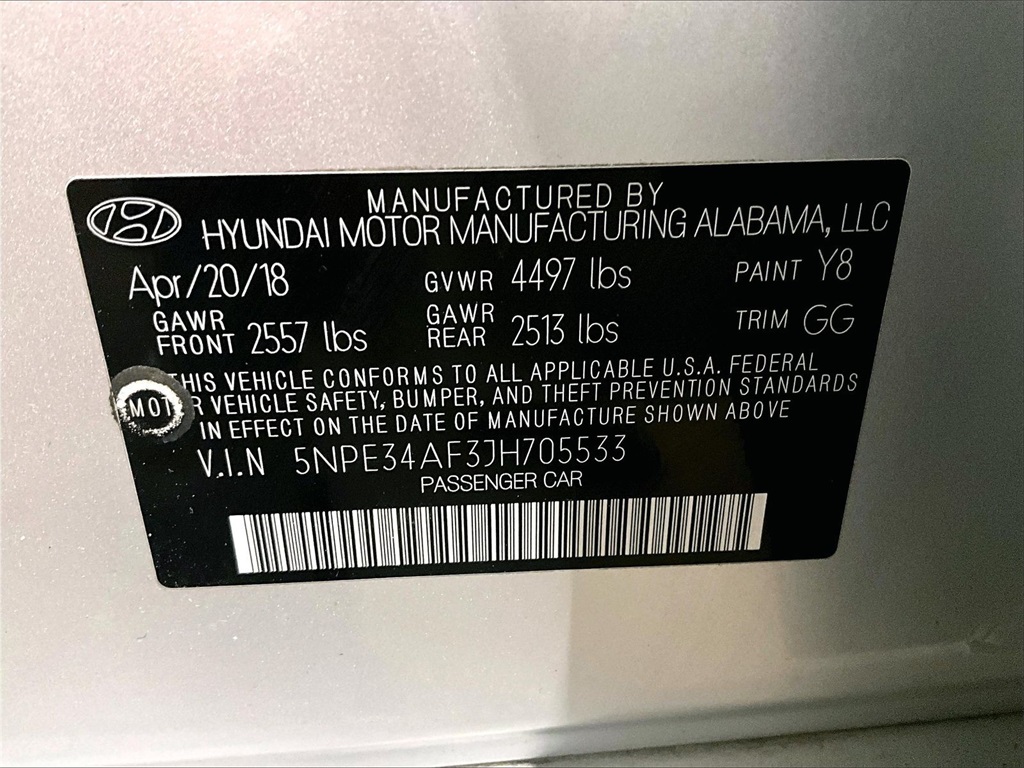 MANUFACTURED BY
HYUNDAI MOTOR MANUFACTURING ALABAMA, LLC
Apr/20/18 GVWR 4497 lbs PAINT Y8
GAWR FRONT 2557 lbs GAWR REAR 2513 lbs TRIM GG
THIS VEHICLE CONFORMS TO ALL APPLICABLE U.S.A. FEDERAL
MOTOR VEHICLE SAFETY, BUMPER, AND THEFT PREVENTION STANDARDS
IN EFFECT ON THE DATE OF MANUFACTURE SHOWN ABOVE
V.I.N 5NPE34AF3JH705533
PASSENGER CAR